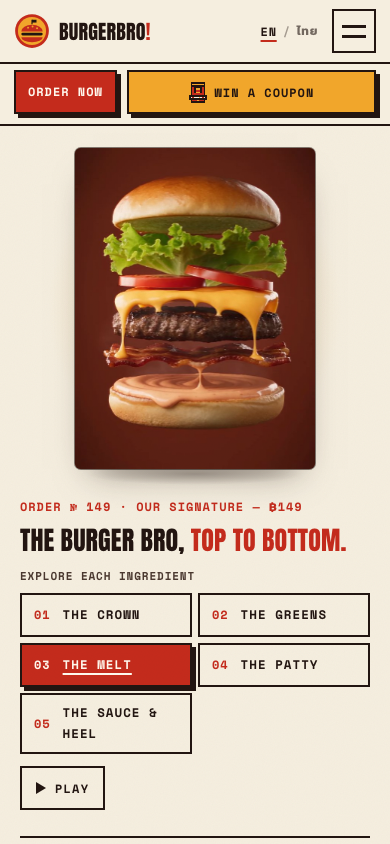 BURGERBRO!
EN / ไทย
ORDER NOW
WIN A COUPON
ORDER № 149 · OUR SIGNATURE — ฿149
THE BURGER BRO, TOP TO BOTTOM.
EXPLORE EACH INGREDIENT
01 THE CROWN
02 THE GREENS
03 THE MELT
04 THE PATTY
05 THE SAUCE &
HEEL
PLAY